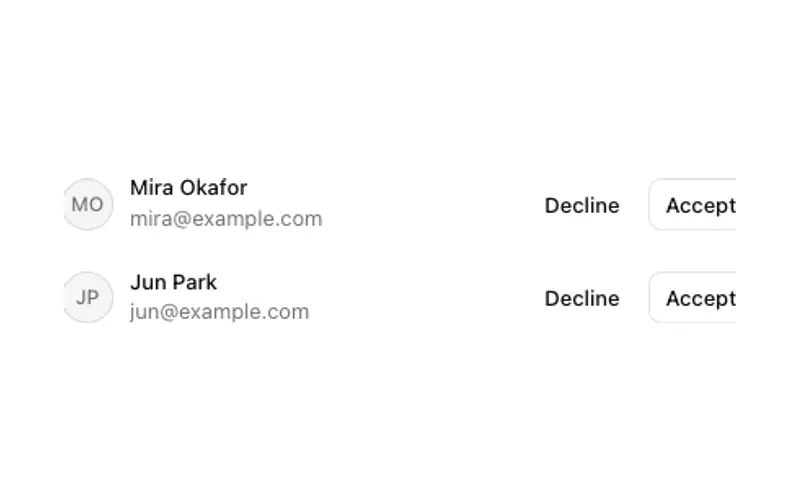 MO
Mira Okafor
mira@example.com
Decline
Accept
JP
Jun Park
jun@example.com
Decline
Accept